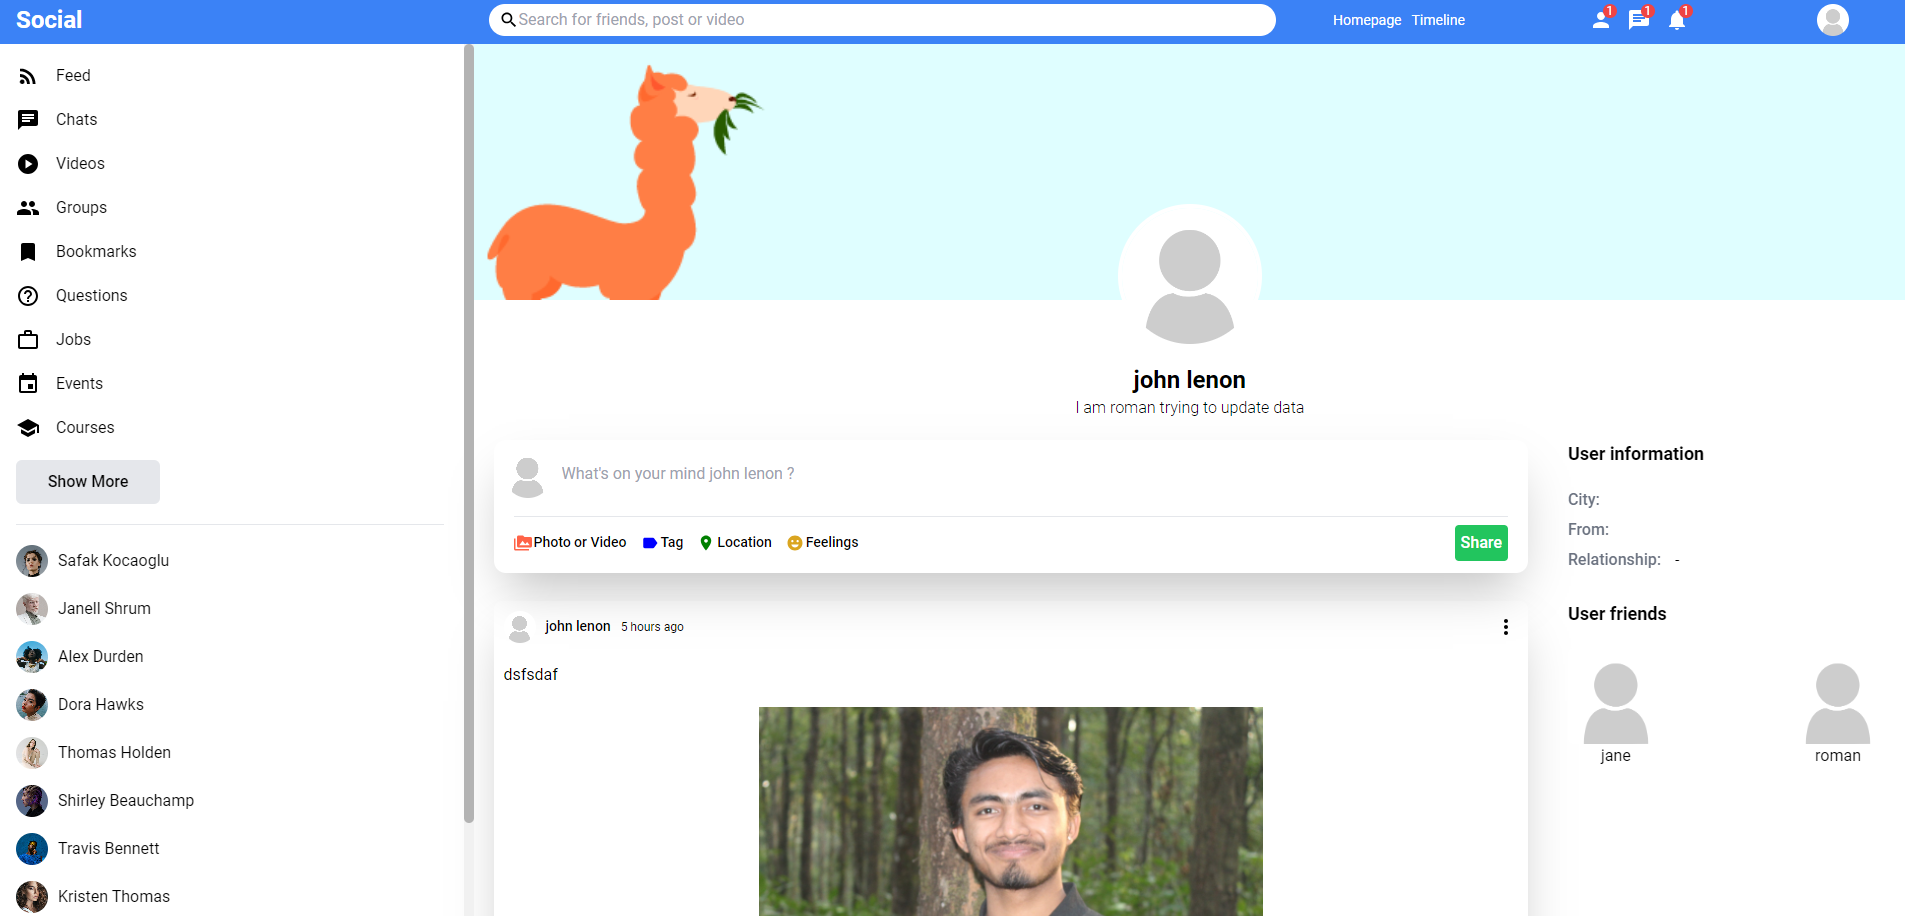 Social
Search for friends, post or video
Homepage Timeline
1 1 1
Feed
Chats
Videos
Groups
Bookmarks
Questions
Jobs
Events
Courses
Show More
Safak Kocaoglu
Janell Shrum
Alex Durden
Dora Hawks
Thomas Holden
Shirley Beauchamp
Travis Bennett
Kristen Thomas
john lenon
I am roman trying to update data
What's on your mind john lenon ?
Photo or Video Tag Location Feelings Share
john lenon 5 hours ago
dsfsdaf
User information
City:
From:
Relationship: -
User friends
jane roman